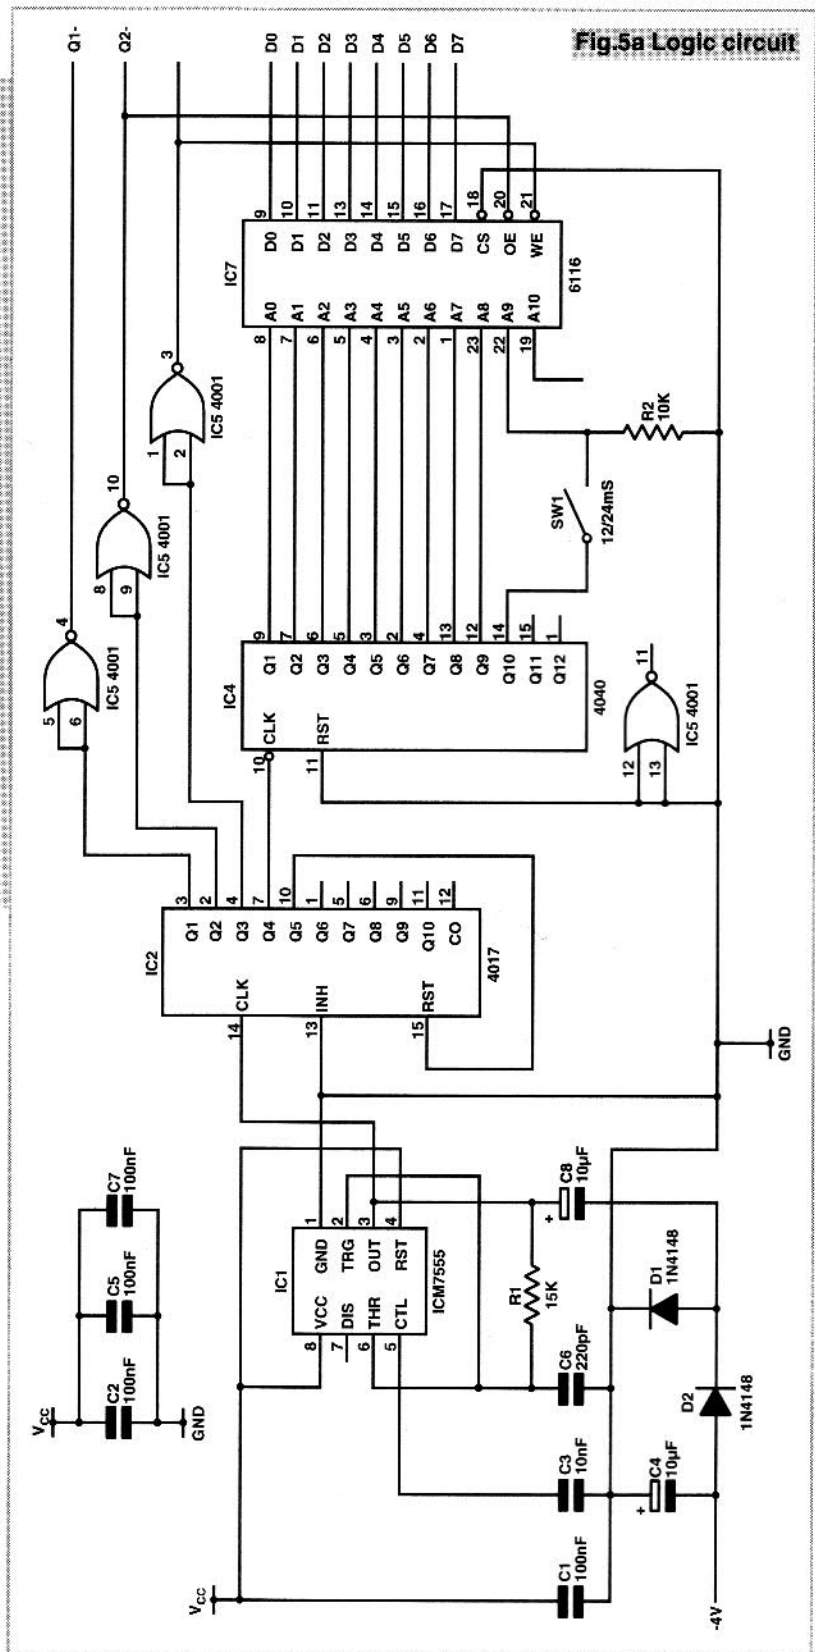 Fig.5a Logic circuit
Q1-
Q2-
D0
D1
D2
D3
D4
D5
D6
D7
9
10
11
13
14
15
16
17
18
20
21
IC7
D0
D1
D2
D3
D4
D5
D6
D7
CS
OE
WE
A0
A1
A2
A3
A4
A5
A6
A7
A8
A9
A10
6116
8
7
6
5
4
3
2
1
23
22
19
3
IC5 4001
1
2
10
IC5 4001
8
9
4
IC5 4001
5
6
R2
10K
SW1
12/24mS
9
7
6
5
3
2
4
13
12
14
15
1
IC4
Q1
Q2
Q3
Q4
Q5
Q6
Q7
Q8
Q9
Q10
Q11
Q12
CLK
RST
4040
10
11
11
IC5 4001
12
13
3
2
4
7
10
1
5
6
9
11
12
IC2
Q1
Q2
Q3
Q4
Q5
Q6
Q7
Q8
Q9
Q10
CO
CLK
INH
RST
4017
14
13
15
GND
C7
100nF
C5
100nF
C2
100nF
VCC
GND
1
2
3
4
IC1
GND
TRG
OUT
RST
VCC
DIS
THR
CTL
ICM7555
8
7
6
5
R1
15K
+
C8
10µF
D1
1N4148
C6
220pF
D2
1N4148
C3
10nF
+
C4
10µF
C1
100nF
VCC
-4V